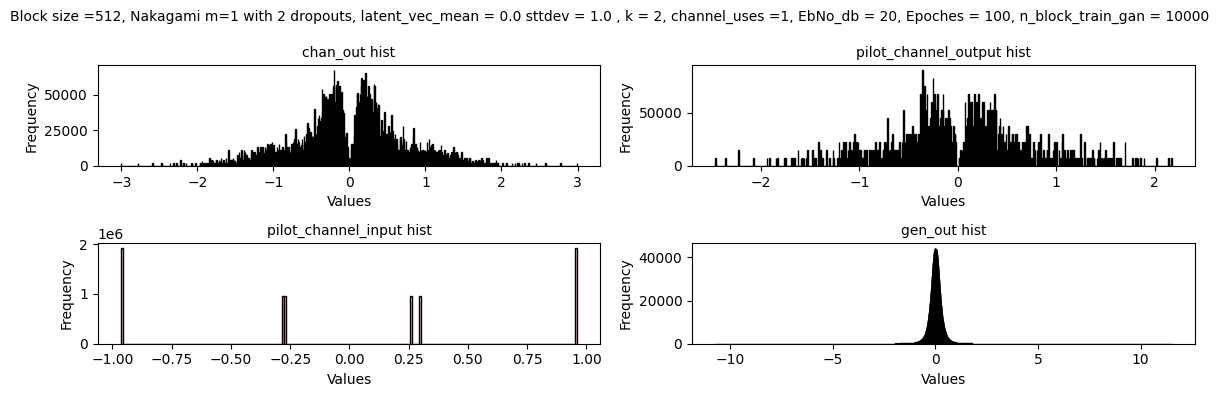 Block size =512, Nakagami m=1 with 2 dropouts, latent_vec_mean = 0.0 sttdev = 1.0 , k = 2, channel_uses =1, EbNo_db = 20, Epoches = 100, n_block_train_gan = 10000
chan_out hist
Frequency
50000
25000
0
−3 −2 −1 0 1 2 3
Values
pilot_channel_output hist
Frequency
50000
0
−2 −1 0 1 2
Values
pilot_channel_input hist
1e6
Frequency
2
1
0
−1.00 −0.75 −0.50 −0.25 0.00 0.25 0.50 0.75 1.00
Values
gen_out hist
Frequency
40000
20000
0
−10 −5 0 5 10
Values